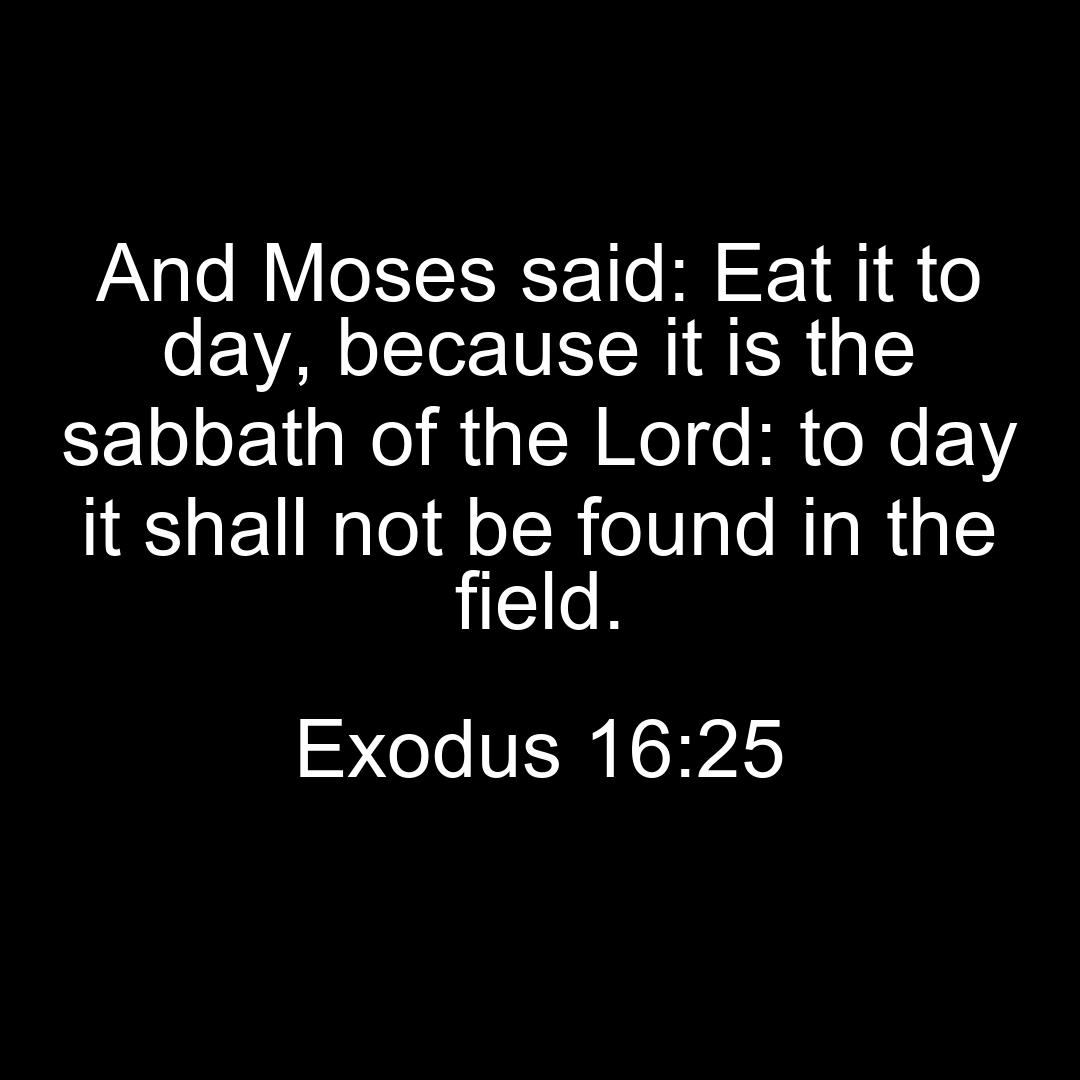 And Moses said: Eat it to
day, because it is the
sabbath of the Lord: to day
it shall not be found in the
field.
Exodus 16:25